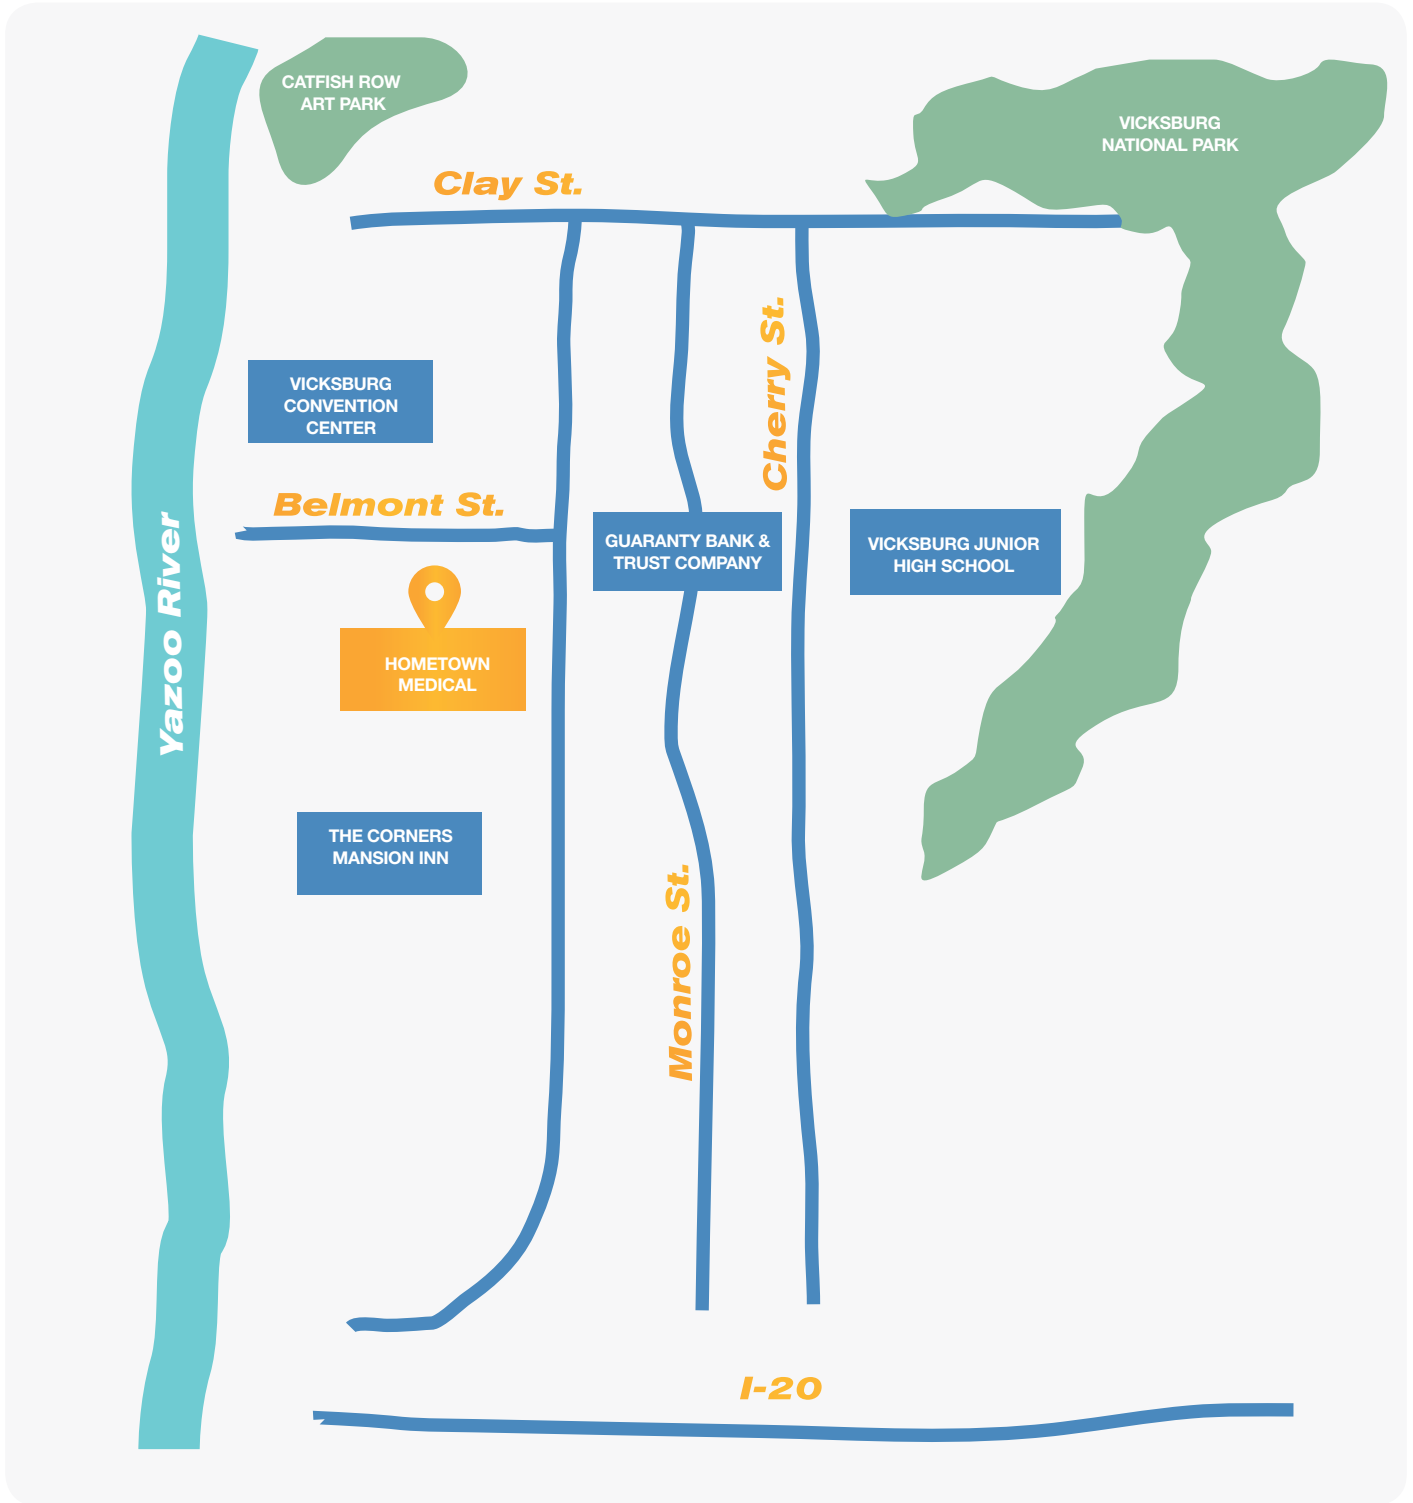 CATFISH ROW
ART PARK
VICKSBURG
NATIONAL PARK
Clay St.
Cherry St.
VICKSBURG
CONVENTION
CENTER
Belmont St.
GUARANTY BANK &
TRUST COMPANY
VICKSBURG JUNIOR
HIGH SCHOOL
Yazoo River
HOMETOWN
MEDICAL
THE CORNERS
MANSION INN
Monroe St.
I-20